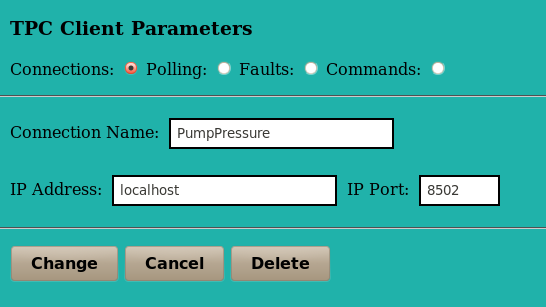 TPC Client Parameters
Connections: Polling: Faults: Commands:
Connection Name: PumpPressure
IP Address: localhost IP Port: 8502
Change Cancel Delete